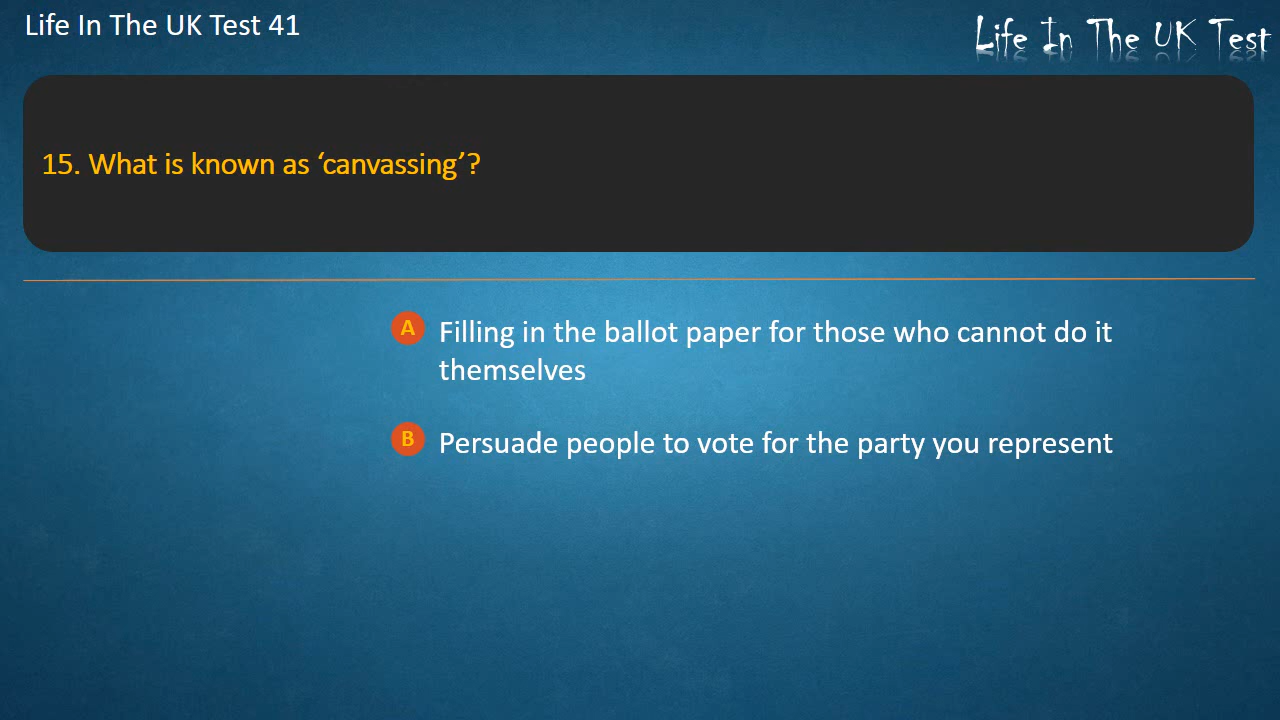 Life In The UK Test 41
Life In The UK Test
15. What is known as ‘canvassing’?
A Filling in the ballot paper for those who cannot do it
themselves
B Persuade people to vote for the party you represent